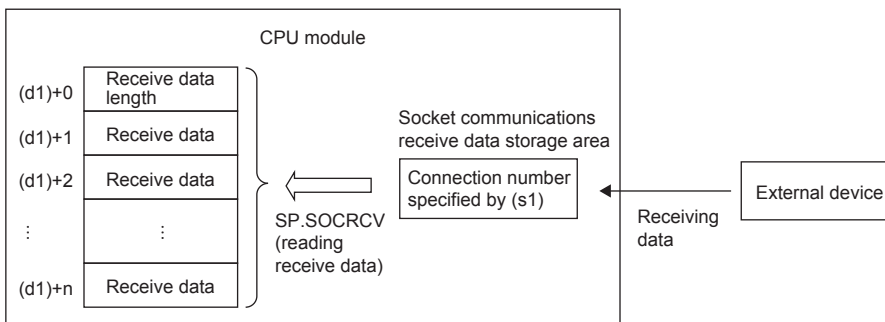 CPU module
(d1)+0
Receive data
length
(d1)+1
Receive data
(d1)+2
Receive data
⋮
⋮
(d1)+n
Receive data
SP.SOCRCV
(reading
receive data)
Socket communications
receive data storage area
Connection number
specified by (s1)
Receiving
data
External device